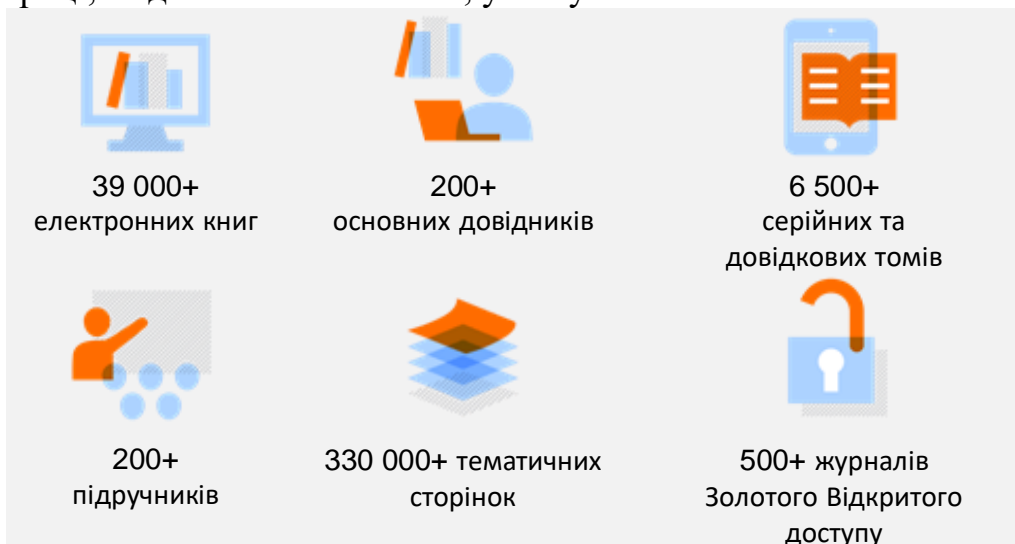 39 000+
електронних книг
200+
основних довідників
6 500+
серійних та
довідкових томів
200+
підручників
330 000+ тематичних
сторінок
500+ журналів
Золотого Відкритого
доступу